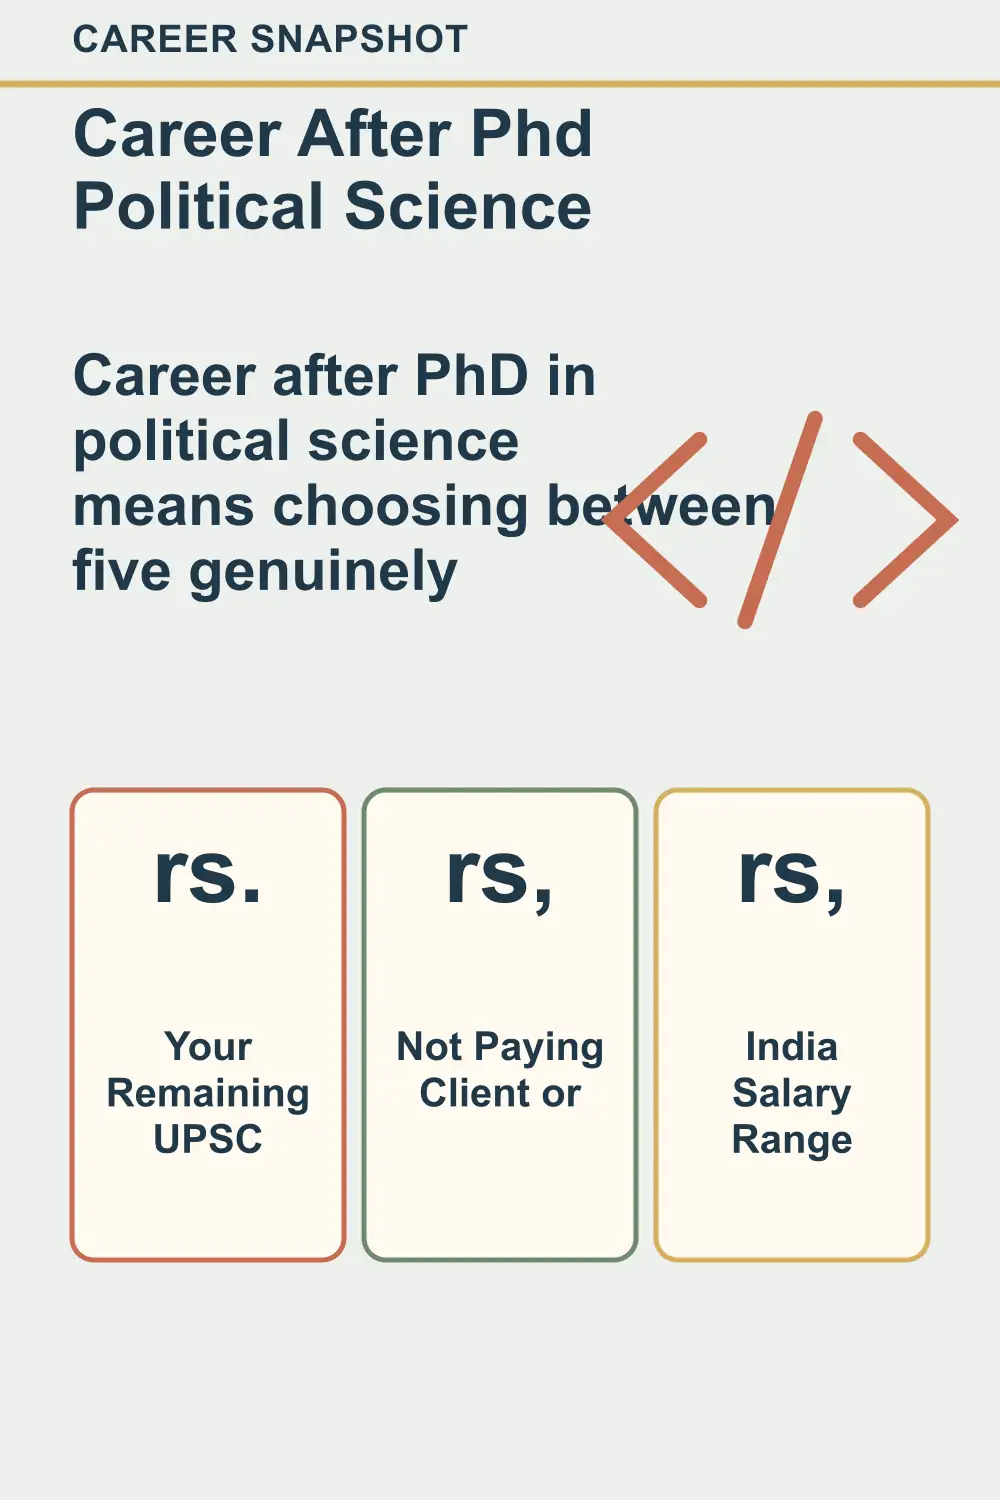 CAREER SNAPSHOT
Career After Phd
Political Science
Career after PhD in
political science
means choosing between
five genuinely
rs.
Your
Remaining
UPSC
rs,
Not Paying
Client or
rs,
India
Salary
Range